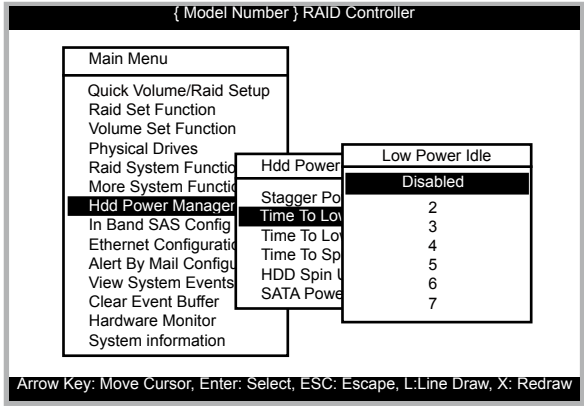 { Model Number } RAID Controller
Main Menu
Quick Volume/Raid Setup
Raid Set Function
Volume Set Function
Physical Drives
Raid System Functio
More System Functio
Hdd Power Manager
In Band SAS Config
Ethernet Configuratio
Alert By Mail Configu
View System Events
Clear Event Buffer
Hardware Monitor
System information
Hdd Power
Stagger Po
Time To Lov
Time To Lov
Time To Sp
HDD Spin U
SATA Powe
Low Power Idle
Disabled
2
3
4
5
6
7
Arrow Key: Move Cursor, Enter: Select, ESC: Escape, L:Line Draw, X: Redraw